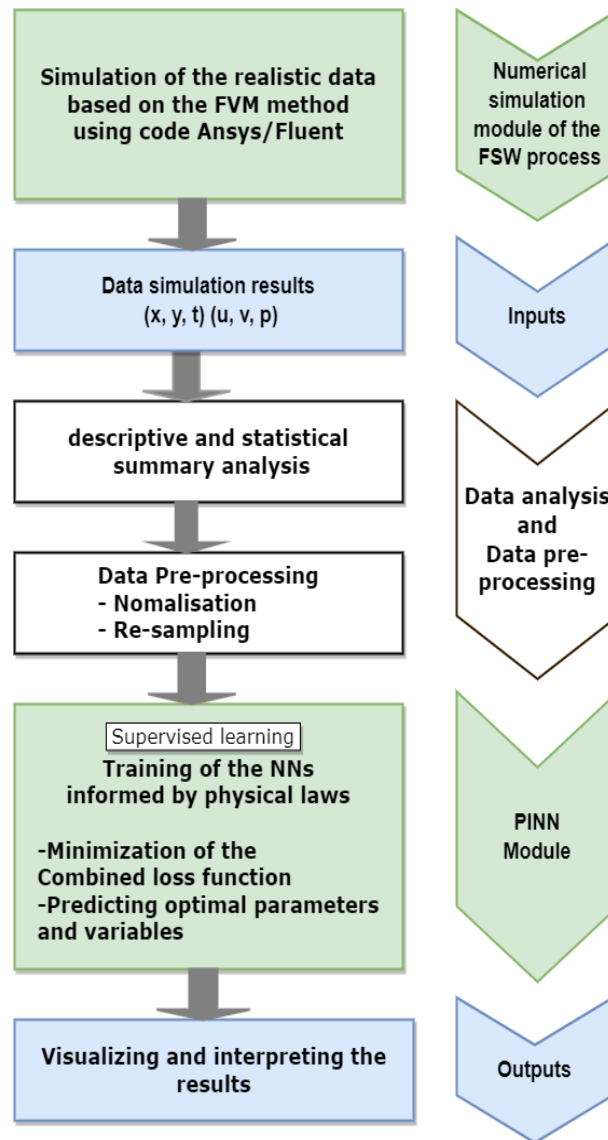 Simulation of the realistic data
based on the FVM method
using code Ansys/Fluent
Numerical
simulation
module of the
FSW process
Data simulation results
(x, y, t) (u, v, p)
Inputs
descriptive and statistical
summary analysis
Data Pre-processing
- Nomalisation
- Re-sampling
Data analysis
and
Data pre-
processing
Supervised learning
Training of the NNs
informed by physical laws
-Minimization of the
Combined loss function
-Predicting optimal parameters
and variables
PINN
Module
Visualizing and interpreting the
results
Outputs